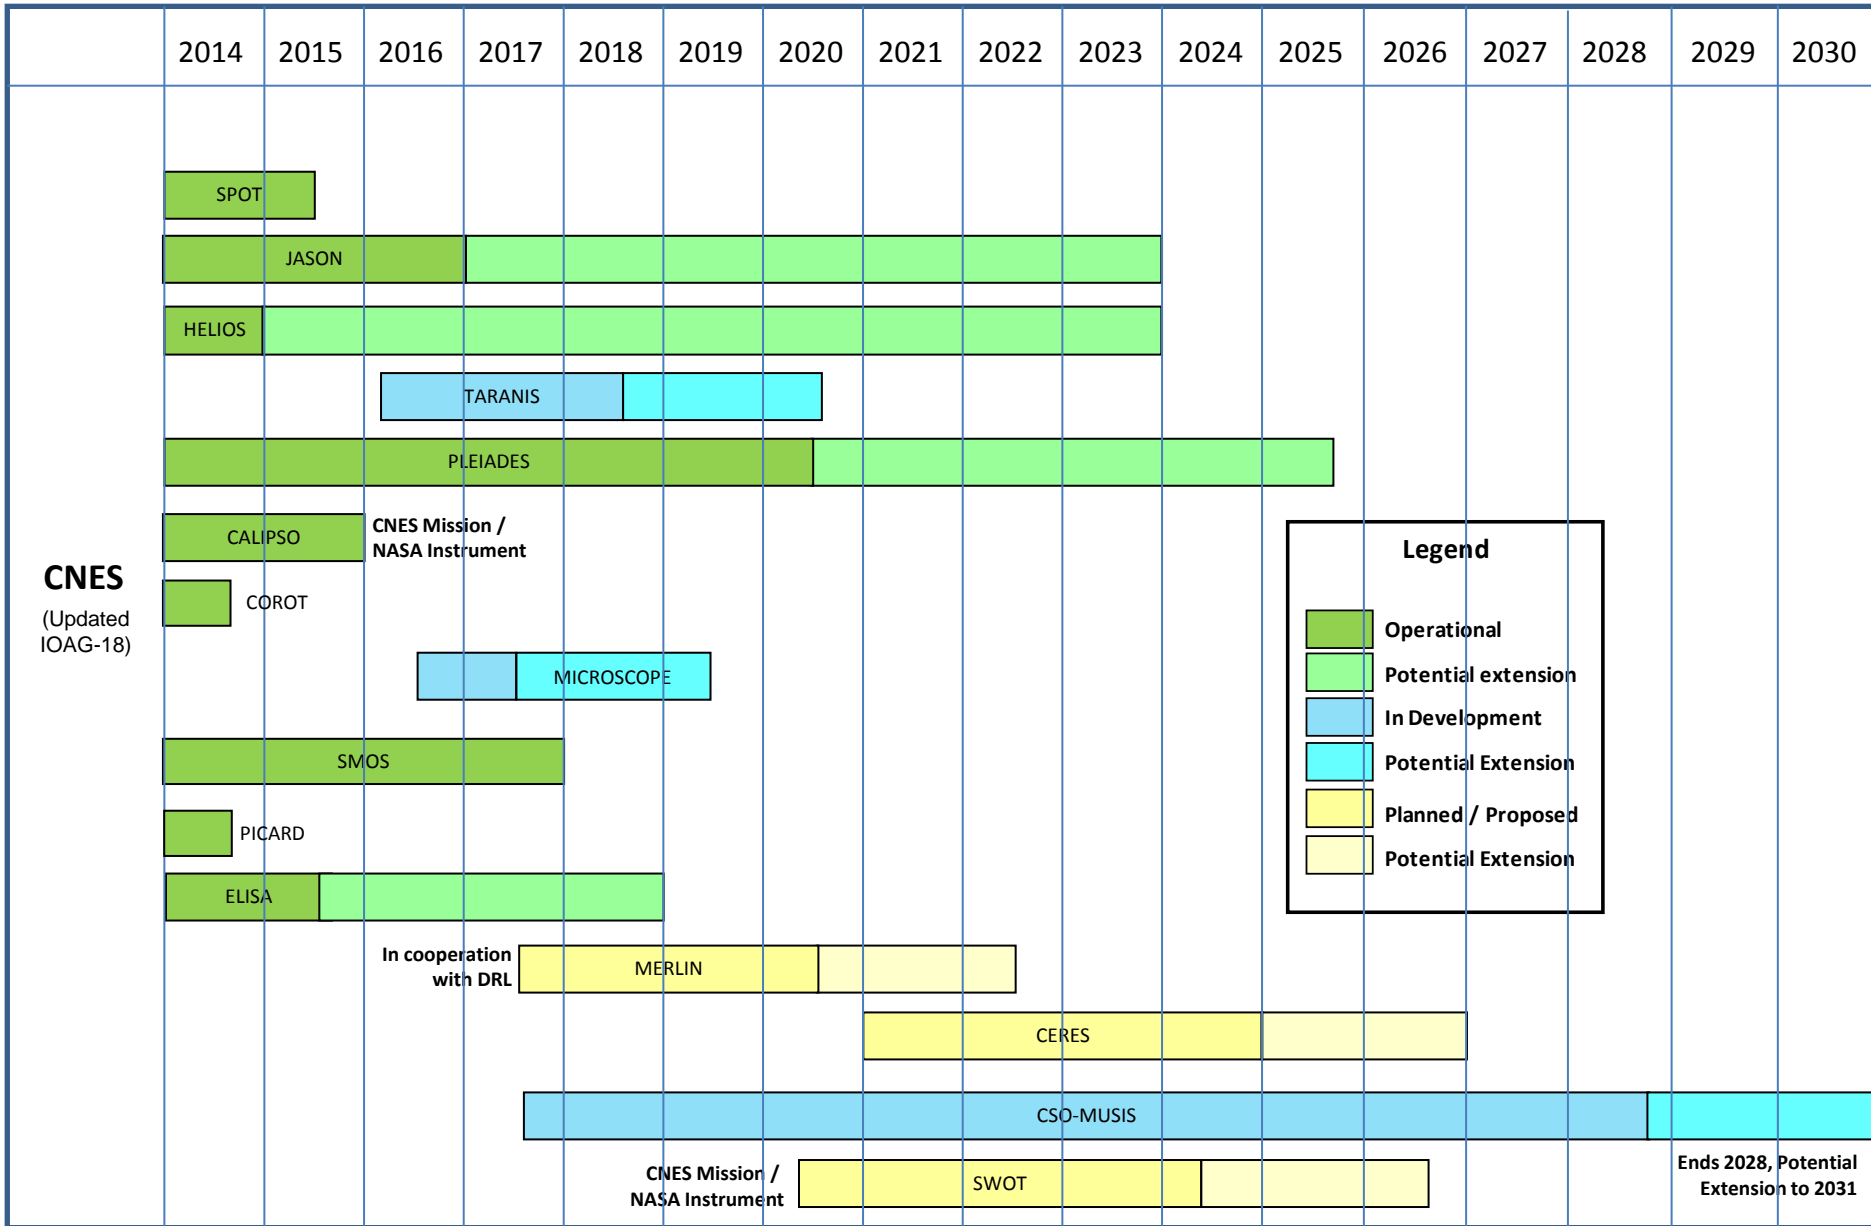 2014 2015 2016 2017 2018 2019 2020 2021 2022 2023 2024 2025 2026 2027 2028 2029 2030
SPOT
JASON
HELIOS
TARANIS
PLEIADES
CALIPSO
CNES Mission /
NASA Instrument
CNES
(Updated
IOAG-18)
COROT
MICROSCOPE
SMOS
PICARD
ELISA
In cooperation
with DRL
MERLIN
CERES
CSO-MUSIS
Ends 2028, Potential
Extension to 2031
CNES Mission /
NASA Instrument
SWOT
Legend
Operational
Potential extension
In Development
Potential Extension
Planned / Proposed
Potential Extension